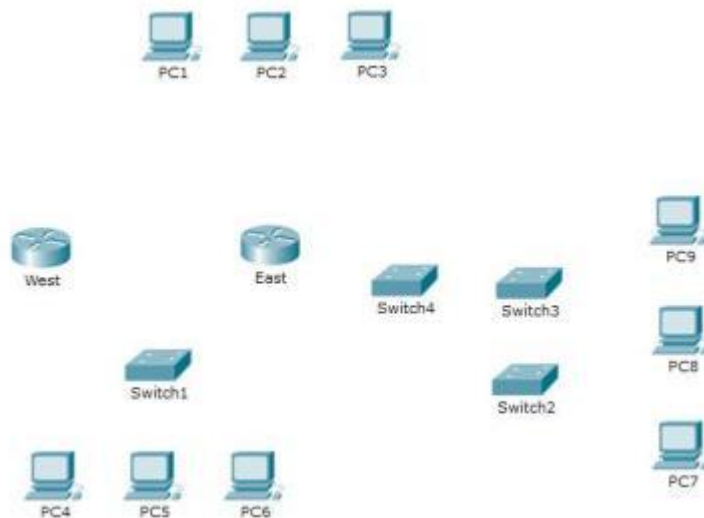 PC1 PC2 PC3
West East
Switch4 Switch3
PC9
Switch1
Switch2
PC8
PC4 PC5 PC6
PC7